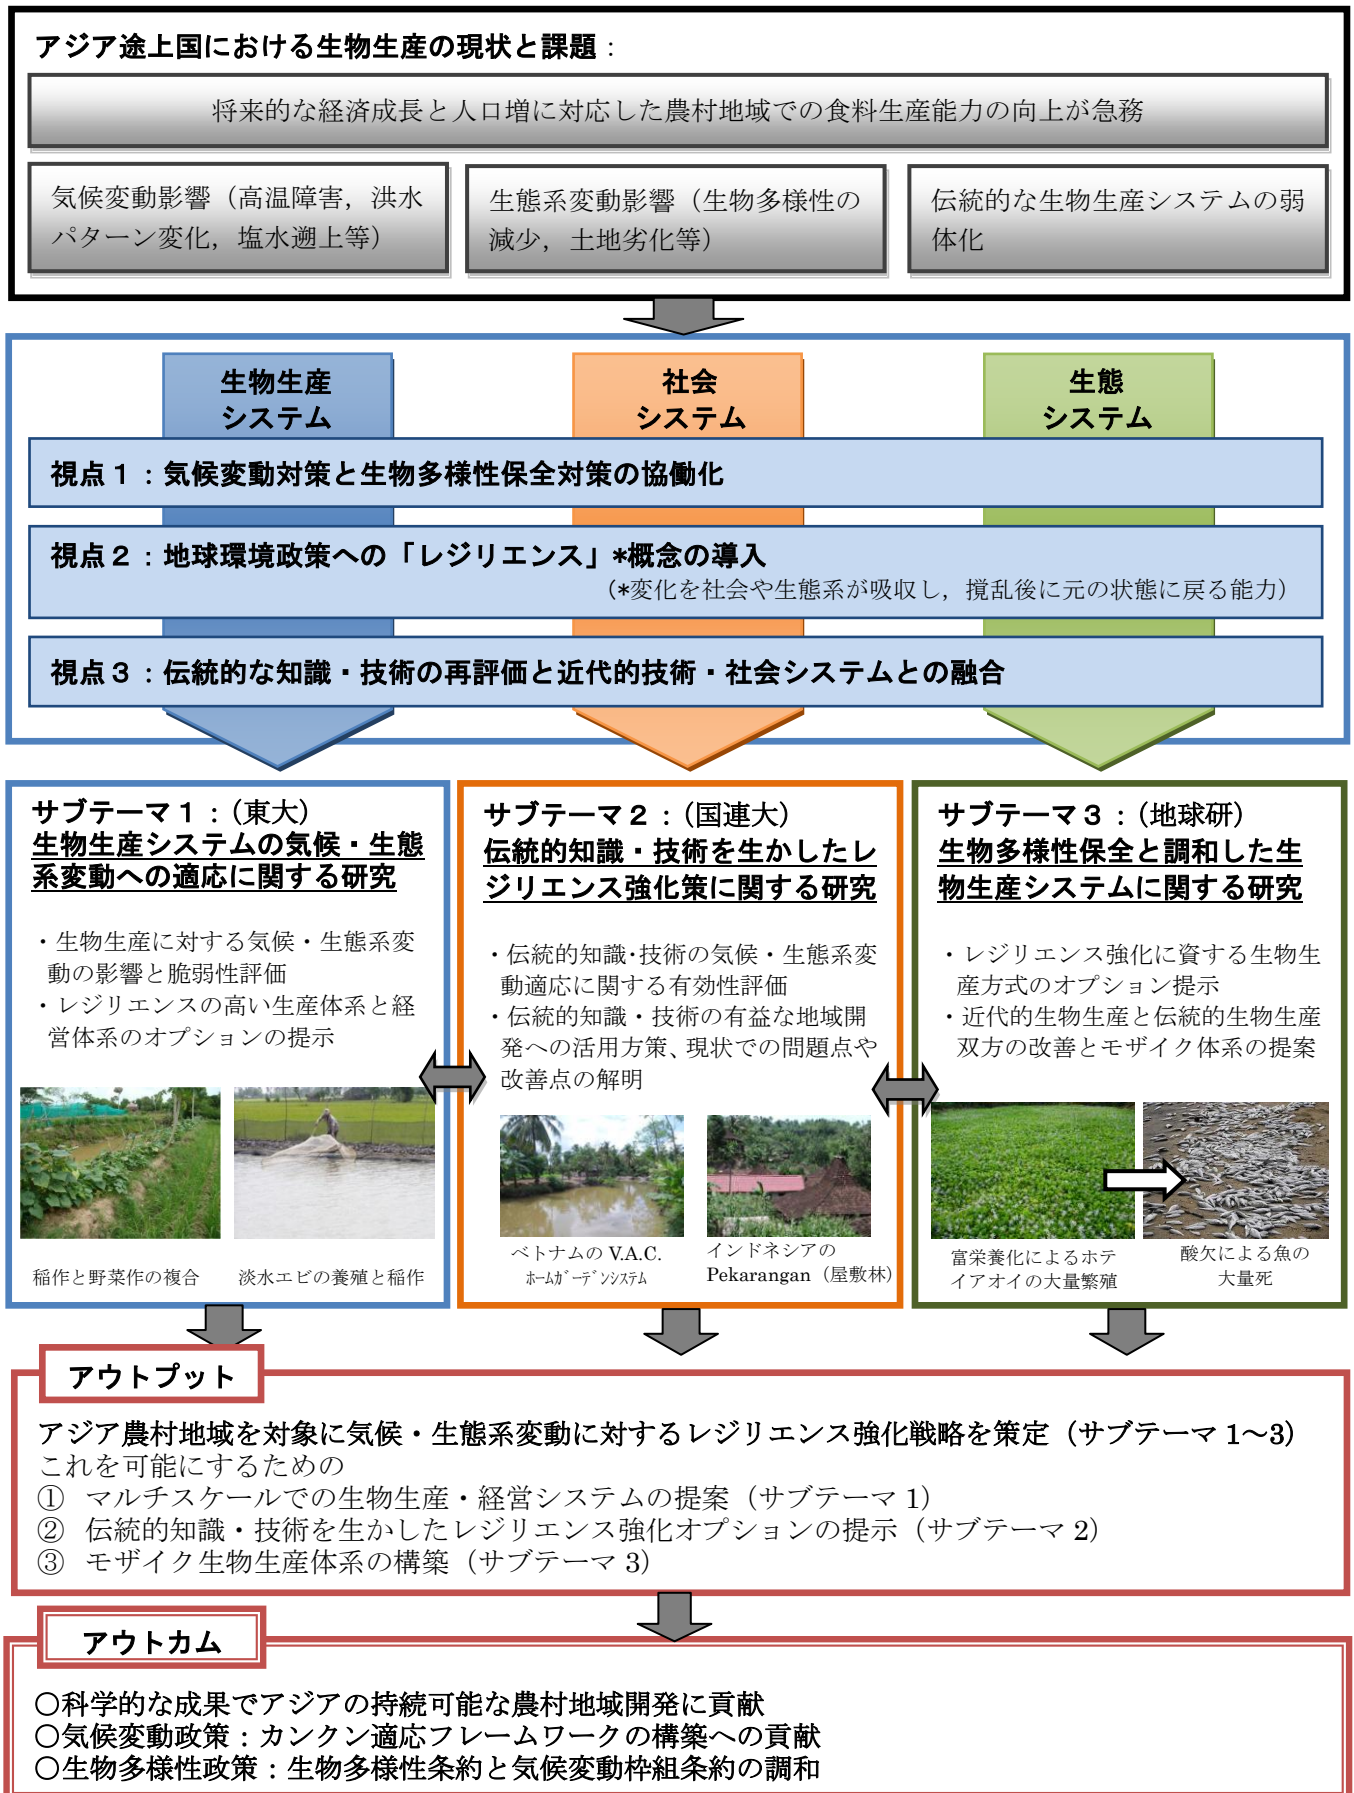 アジア途上国における生物生産の現状と課題：
将来的な経済成長と人口増に対応した農村地域での食料生産能力の向上が急務
気候変動影響（高温障害，洪水
パターン変化，塩水遡上等）
生態系変動影響（生物多様性の
減少，土地劣化等）
伝統的な生物生産システムの弱
体化
生物生産
システム
社会
システム
生態
システム
視点１：気候変動対策と生物多様性保全対策の協働化
視点２：地球環境政策への「レジリエンス」*概念の導入
（*変化を社会や生態系が吸収し，撹乱後に元の状態に戻る能力）
視点３：伝統的な知識・技術の再評価と近代的技術・社会システムとの融合
サブテーマ１：（東大）
生物生産システムの気候・生態
系変動への適応に関する研究
・生物生産に対する気候・生態系変
動の影響と脆弱性評価
・レジリエンスの高い生産体系と経
営体系のオプションの提示
稲作と野菜作の複合
淡水エビの養殖と稲作
サブテーマ２：（国連大）
伝統的知識・技術を生かしたレ
ジリエンス強化策に関する研究
・伝統的知識・技術の気候・生態系変
動適応に関する有効性評価
・伝統的知識・技術の有益な地域開
発への活用方策、現状での問題点や
改善点の解明
ベトナムの V.A.C.
ﾎｰﾑｶﾞｰﾃﾞﾝｼｽﾃﾑ
インドネシアの
Pekarangan（屋敷林）
サブテーマ３：（地球研）
生物多様性保全と調和した生
物生産システムに関する研究
・レジリエンス強化に資する生物生
産方式のオプション提示
・近代的生物生産と伝統的生物生産
双方の改善とモザイク体系の提案
富栄養化によるホテ
イアオイの大量繁殖
酸欠による魚の
大量死
アウトプット
アジア農村地域を対象に気候・生態系変動に対するレジリエンス強化戦略を策定（サブテーマ 1～3）
これを可能にするための
① マルチスケールでの生物生産・経営システムの提案（サブテーマ 1）
② 伝統的知識・技術を生かしたレジリエンス強化オプションの提示（サブテーマ 2）
③ モザイク生物生産体系の構築（サブテーマ 3）
アウトカム
○科学的な成果でアジアの持続可能な農村地域開発に貢献
○気候変動政策：カンクン適応フレームワークの構築への貢献
○生物多様性政策：生物多様性条約と気候変動枠組条約の調和